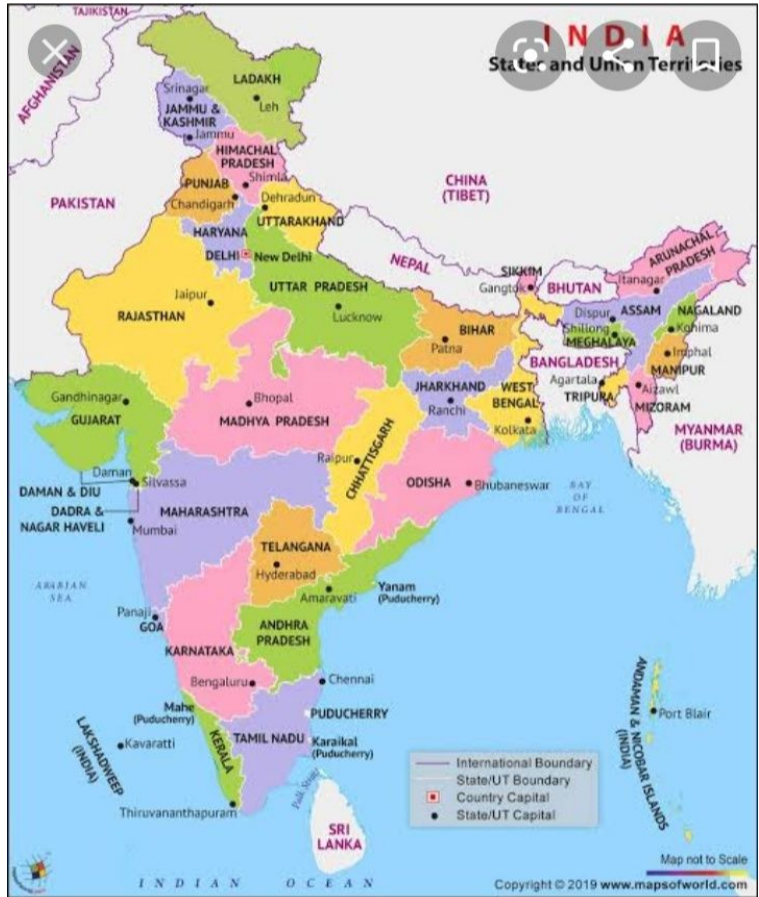 TAJIKISTAN
INDIA
States and Union Territories
AFGHANISTAN
LADAKH
Srinagar
Leh
JAMMU &
KASHMIR
Jammu
HIMACHAL
PRADESH
Shimla
PUNJAB
Chandigarh
Dehradun
UTTARAKHAND
CHINA
(TIBET)
PAKISTAN
HARYANA
DELHI
New Delhi
NEPAL
ARUNACHAL
PRADESH
SIKKIM
Gangtok
BHUTAN
Itanagar
UTTAR PRADESH
Jaipur
Lucknow
RAJASTHAN
BIHAR
Patna
Dispur
ASSAM
NAGALAND
Shillong
Kohima
MEGHALAYA
Imphal
MANIPUR
BANGLADESH
Agartala
TRIPURA
Aizawl
MIZORAM
MYANMAR
(BURMA)
Gandhinagar
GUJARAT
Bhopal
MADHYA PRADESH
JHARKHAND
Ranchi
WEST
BENGAL
Kolkata
Raipur
CHHATTISGARH
ODISHA
Bhubaneswar
BAY
OF
BENGAL
Daman
Silvassa
DAMAN & DIU
DADRA &
NAGAR HAVELI
MAHARASHTRA
Mumbai
TELANGANA
Hyderabad
ARABIAN
SEA
Amaravati
Yanam
(Puducherry)
Panaji
GOA
ANDHRA
PRADESH
KARNATAKA
Bengaluru
Chennai
Mahe
(Puducherry)
PUDUCHERRY
LAKSHADWEEP
(INDIA)
Kavaratti
KERALA
TAMIL NADU
Karaikal
(Puducherry)
Palk Strait
Thiruvananthapuram
ANDAMAN & NICOBAR ISLANDS
(INDIA)
Port Blair
International Boundary
State/UT Boundary
Country Capital
State/UT Capital
SRI
LANKA
INDIAN OCEAN
Map not to Scale
Copyright © 2019 www.mapsofworld.com